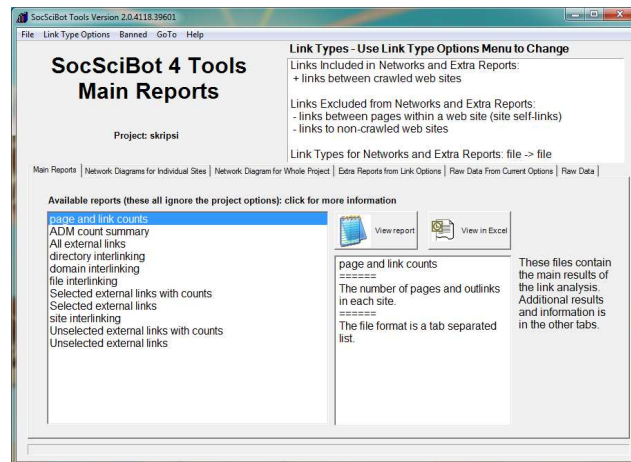 SocSciBot Tools Version 2.0.4118.39601
File Link Type Options Banned GoTo Help
SocSciBot 4 Tools
Main Reports
Project: skripsi
Link Types - Use Link Type Options Menu to Change
Links Included in Networks and Extra Reports:
+ links between crawled web sites
Links Excluded from Networks and Extra Reports:
- links between pages within a web site (site self-links)
- links to non-crawled web sites
Link Types for Networks and Extra Reports: file -> file
Main Reports Network Diagrams for Individual Sites Network Diagram for Whole Project Extra Reports from Link Options Raw Data From Current Options Raw Data
Available reports (these all ignore the project options): click for more information
page and link counts
ADM count summary
All external links
directory interlinking
domain interlinking
file interlinking
Selected external links with counts
Selected external links
site interlinking
Unselected external links with counts
Unselected external links
View report
View in Excel
page and link counts
======
The number of pages and outlinks
in each site.
======
The file format is a tab separated
list.
These files contain
the main results of
the link analysis.
Additional results
and information is
in the other tabs.